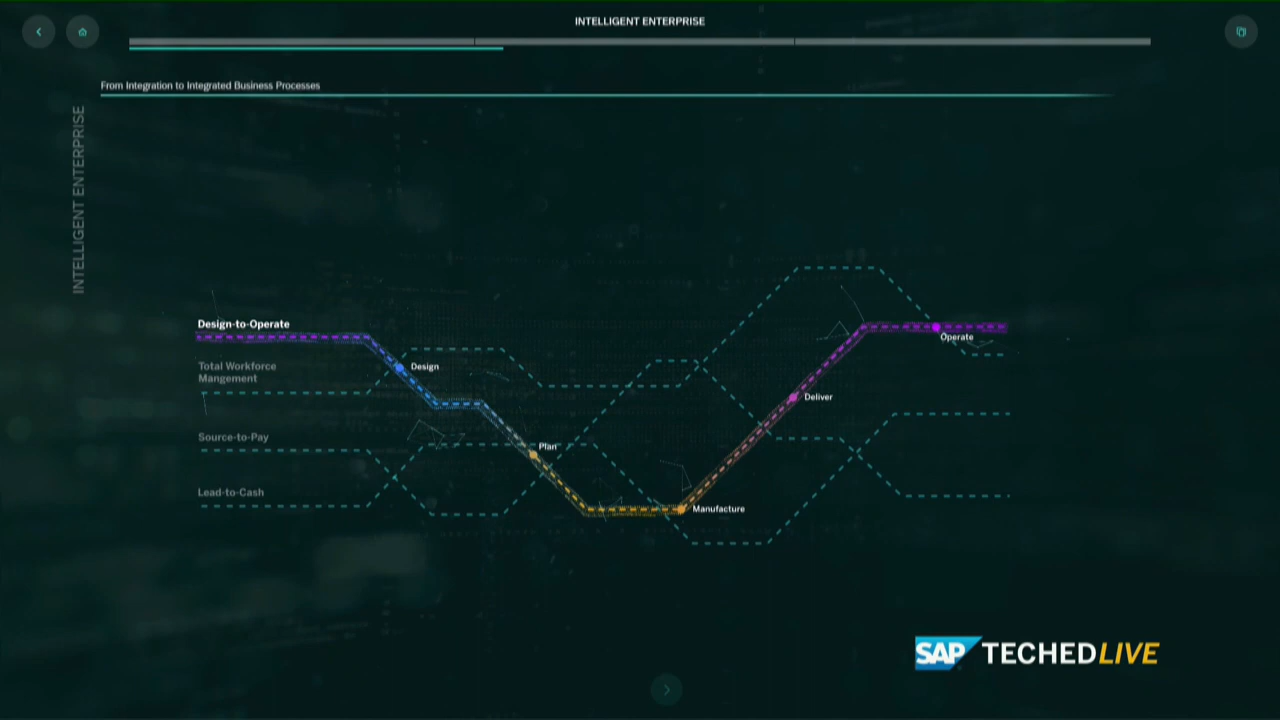 INTELLIGENT ENTERPRISE
From Integration to Integrated Business Processes
INTELLIGENT ENTERPRISE
Design-to-Operate
Operate
Total Workforce
Mangement
Design
Deliver
Source-to-Pay
Plan
Lead-to-Cash
Manufacture
SAP TECHEDLIVE